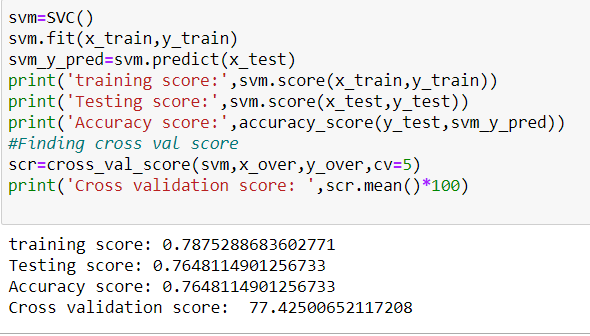 svm=SVC()
svm.fit(x_train,y_train)
svm_y_pred=svm.predict(x_test)
print('training score:',svm.score(x_train,y_train))
print('Testing score:',svm.score(x_test,y_test))
print('Accuracy score:',accuracy_score(y_test,svm_y_pred))
#Finding cross val score
scr=cross_val_score(svm,x_over,y_over,cv=5)
print('Cross validation score: ',scr.mean()*100)
training score: 0.7875288683602771
Testing score: 0.7648114901256733
Accuracy score: 0.7648114901256733
Cross validation score:  77.42500652117208